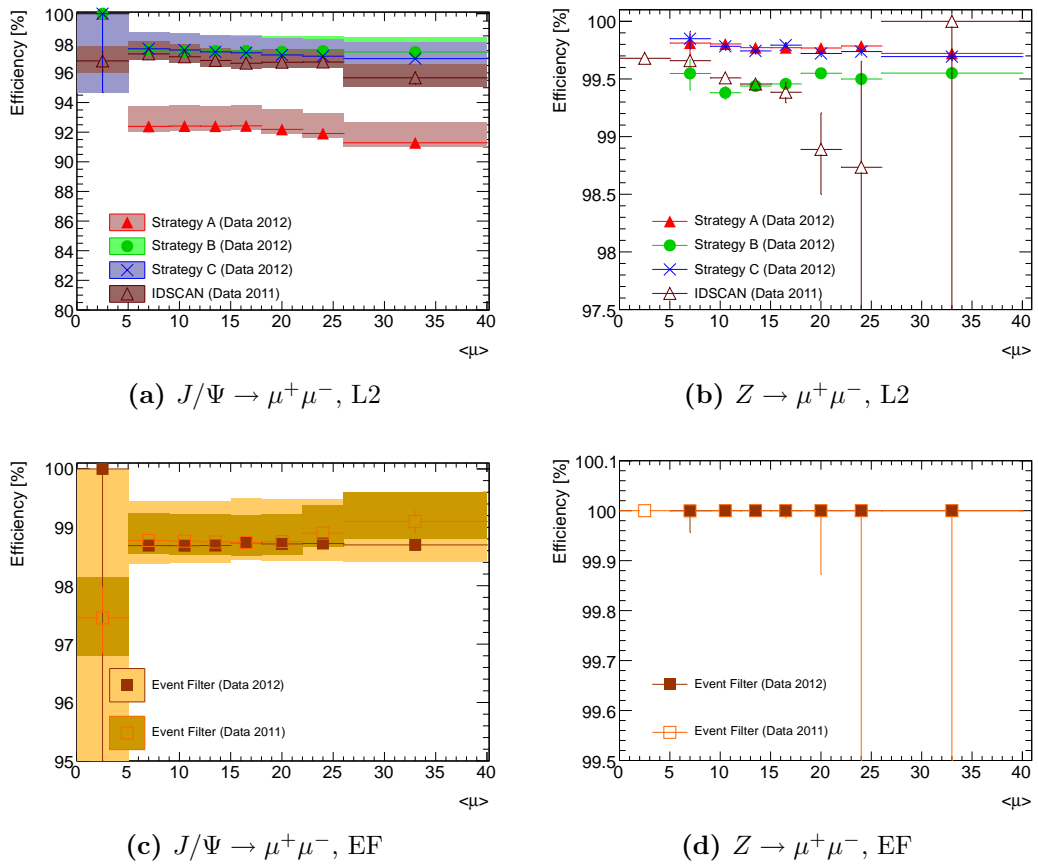 Efficiency [%]
100
98
96
94
92
90
88
86
84
82
80
Strategy A (Data 2012)
Strategy B (Data 2012)
Strategy C (Data 2012)
IDSCAN (Data 2011)
0 5 10 15 20 25 30 35 40
<μ>
(a) J/Ψ → μ⁺μ⁻, L2
Efficiency [%]
100
99.5
99
98.5
98
97.5
Strategy A (Data 2012)
Strategy B (Data 2012)
Strategy C (Data 2012)
IDSCAN (Data 2011)
0 5 10 15 20 25 30 35 40
<μ>
(b) Z → μ⁺μ⁻, L2
Efficiency [%]
100
99
98
97
96
95
Event Filter (Data 2012)
Event Filter (Data 2011)
0 5 10 15 20 25 30 35 40
<μ>
(c) J/Ψ → μ⁺μ⁻, EF
Efficiency [%]
100.1
100
99.9
99.8
99.7
99.6
99.5
Event Filter (Data 2012)
Event Filter (Data 2011)
0 5 10 15 20 25 30 35 40
<μ>
(d) Z → μ⁺μ⁻, EF